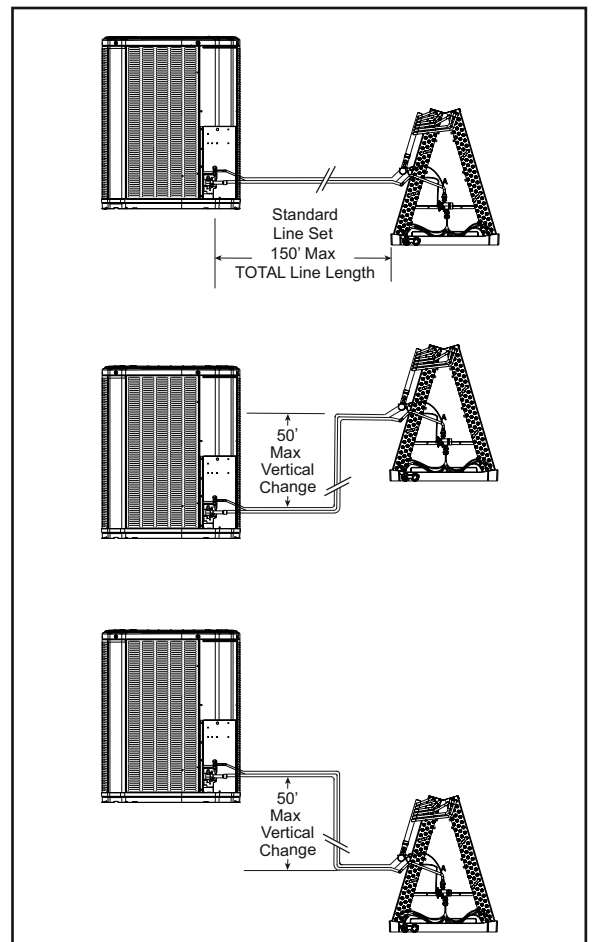 Standard
Line Set
150' Max
TOTAL Line Length
50'
Max
Vertical
Change
50'
Max
Vertical
Change